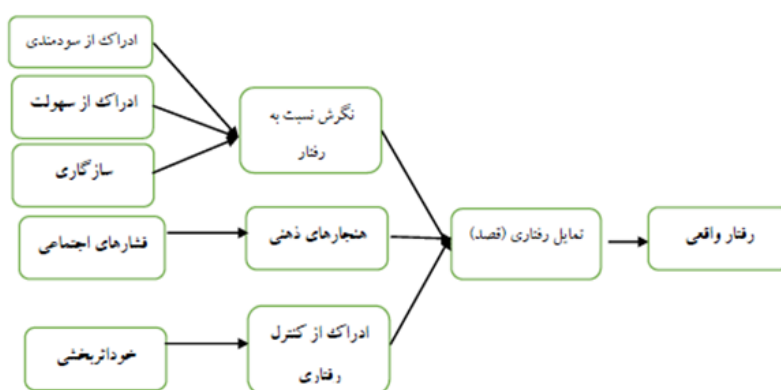 ادراک از سودمندی
ادراک از سهولت
سازگاری
فشارهای اجتماعی
خوداثربخشی
نگرش نسبت به
رفتار
هنجارهای ذهنی
ادراک از کنترل
رفتاری
تمایل رفتاری (قصد)
رفتار واقعی